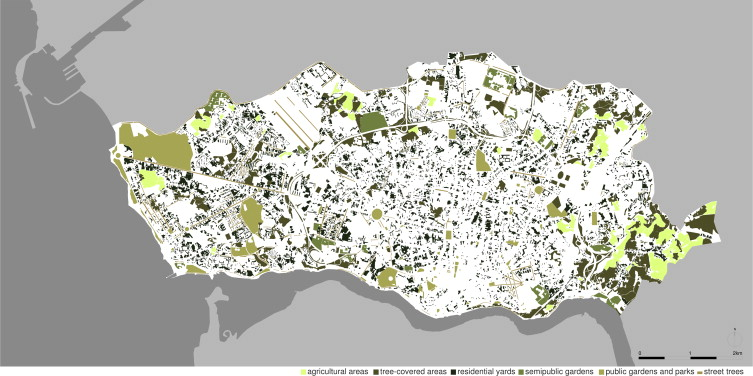 0 1 2km
agricultural areas tree-covered areas residential yards semipublic gardens public gardens and parks street trees